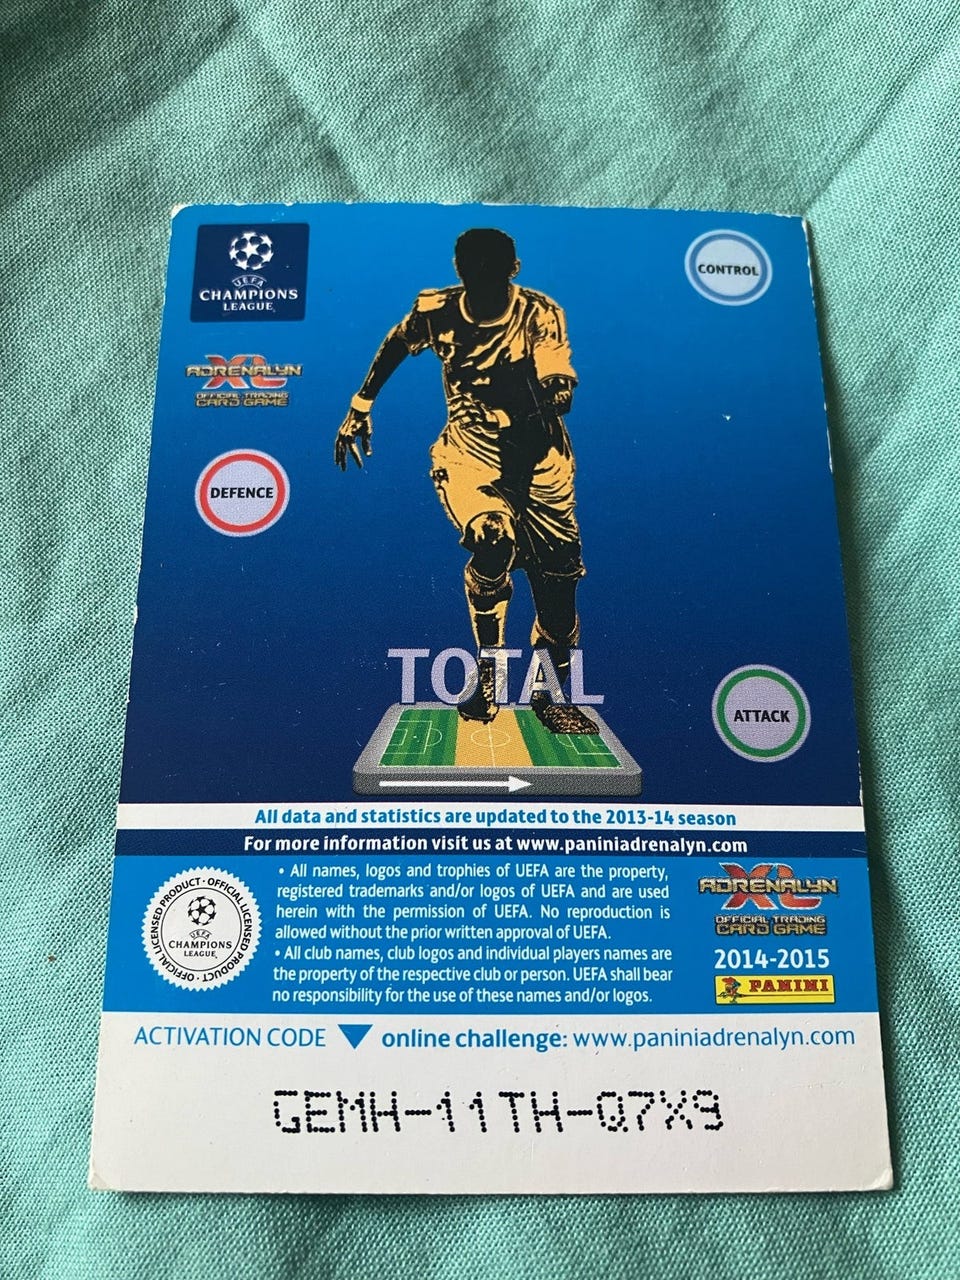 UEFA
CHAMPIONS
LEAGUE
CONTROL
ADRENALYN
XL
OFFICIAL TRADING
CARD GAME
DEFENCE
TOTAL
ATTACK
All data and statistics are updated to the 2013-14 season
For more information visit us at www.paniniadrenalyn.com
OFFICIAL LICENSED PRODUCT · OFFICIAL LICENSED PRODUCT ·
UEFA
CHAMPIONS
LEAGUE
• All names, logos and trophies of UEFA are the property,
registered trademarks and/or logos of UEFA and are used
herein with the permission of UEFA. No reproduction is
allowed without the prior written approval of UEFA.
• All club names, club logos and individual players names are
the property of the respective club or person. UEFA shall bear
no responsibility for the use of these names and/or logos.
ADRENALYN
XL
OFFICIAL TRADING
CARD GAME
2014-2015
PANINI
ACTIVATION CODE online challenge: www.paniniadrenalyn.com
GEMH-11TH-Q7X9